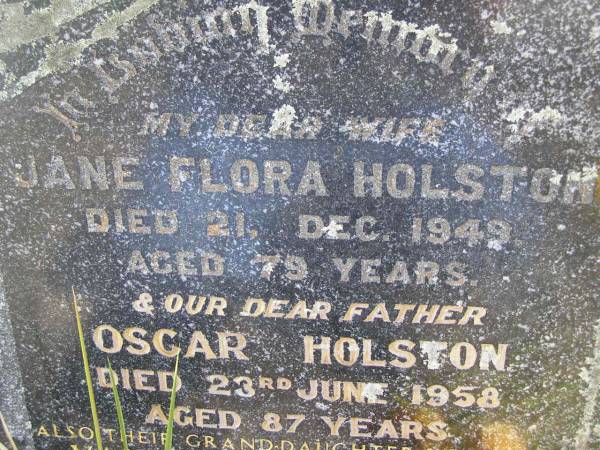 In Loving Memory
MY DEAR WIFE
JANE FLORA HOLSTON
DIED 21. DEC. 1949.
AGED 79 YEARS.
& OUR DEAR FATHER
OSCAR HOLSTON
DIED 23RD JUNE 1958
AGED 87 YEARS.
ALSO THEIR GRAND-DAUGHTER